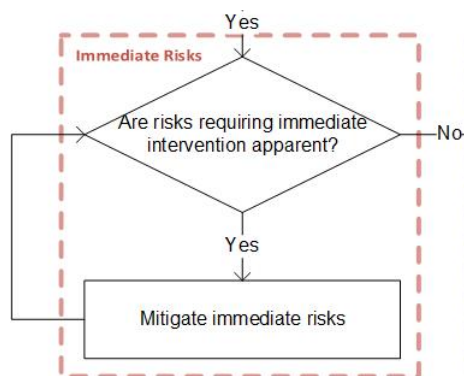 Yes
Immediate Risks
Are risks requiring immediate
intervention apparent?
No
Yes
Mitigate immediate risks